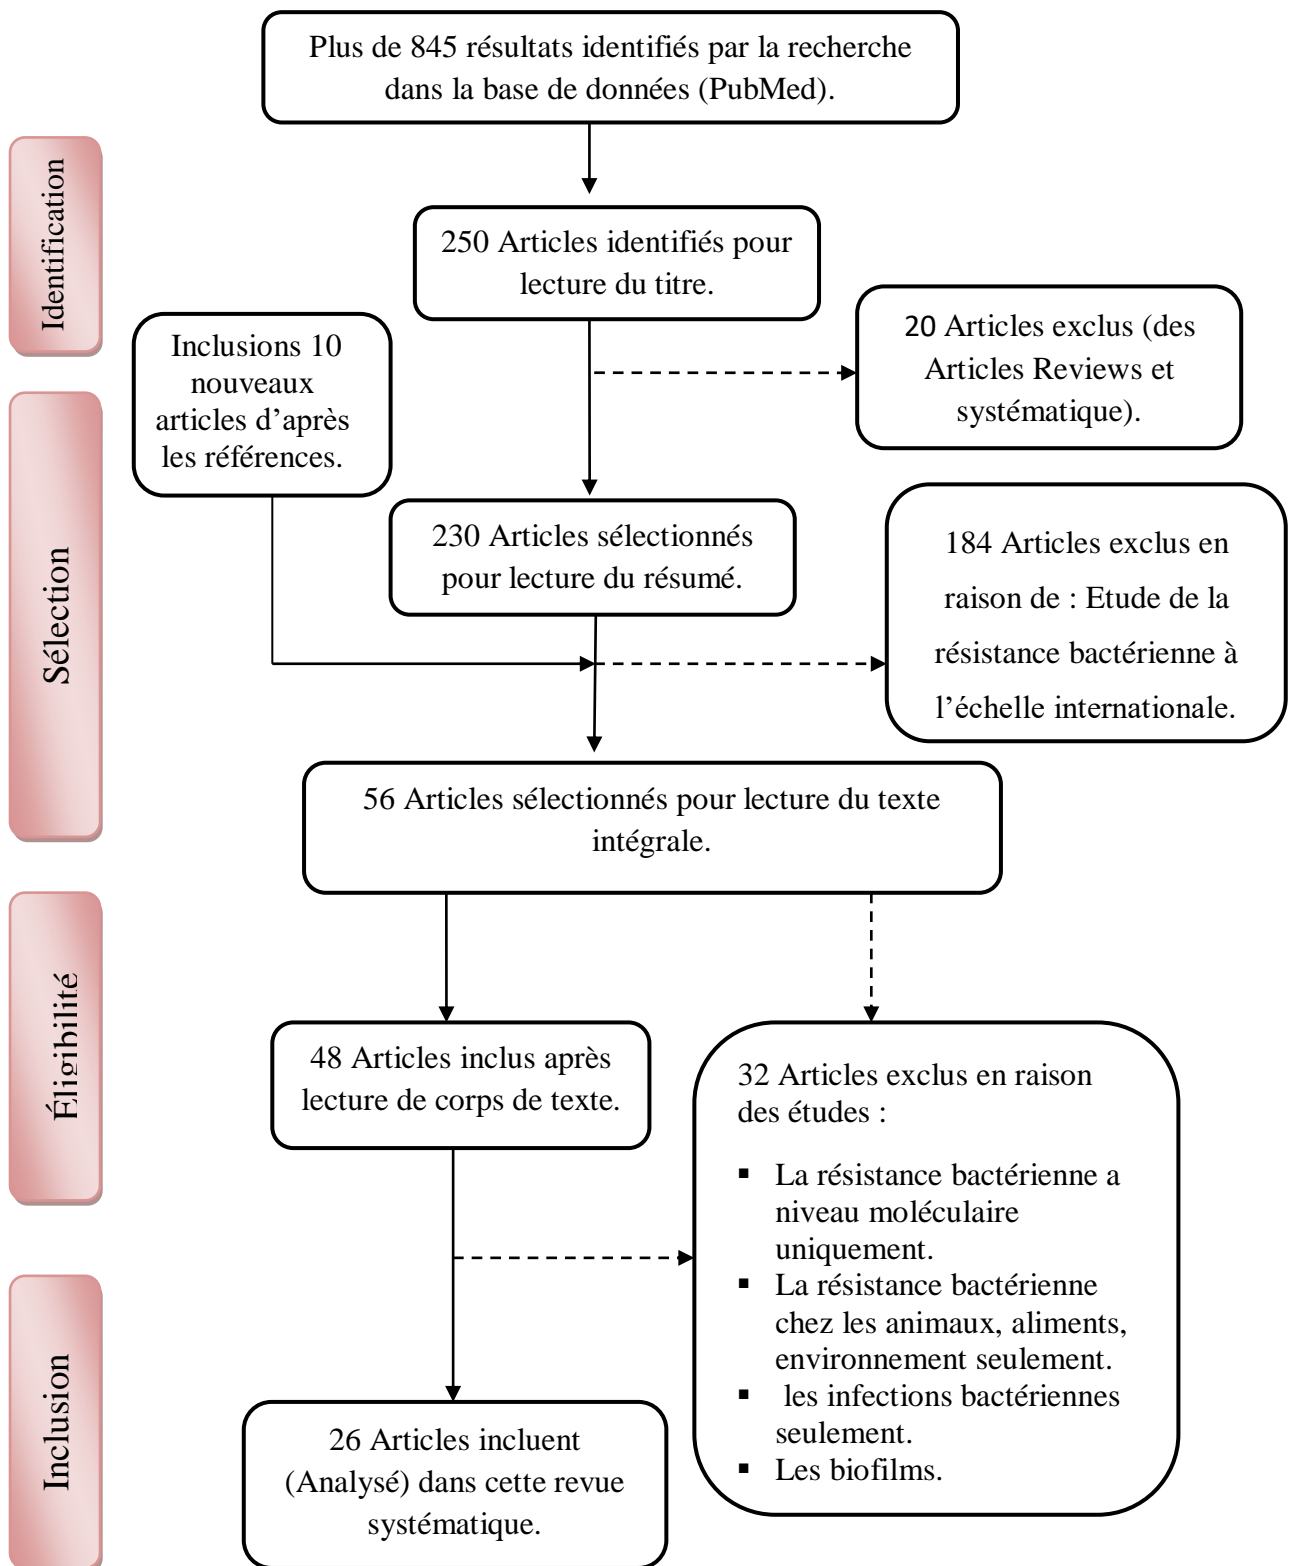 Plus de 845 résultats identifiés par la recherche
dans la base de données (PubMed).
Identification
250 Articles identifiés pour
lecture du titre.
20 Articles exclus (des
Articles Reviews et
systématique).
Inclusions 10
nouveaux
articles d’après
les références.
Sélection
230 Articles sélectionnés
pour lecture du résumé.
184 Articles exclus en
raison de : Etude de la
résistance bactérienne à
l’échelle internationale.
56 Articles sélectionnés pour lecture du texte
intégrale.
Éligibilité
48 Articles inclus après
lecture de corps de texte.
32 Articles exclus en raison
des études :
▪ La résistance bactérienne a
niveau moléculaire
uniquement.
▪ La résistance bactérienne
chez les animaux, aliments,
environnement seulement.
▪ les infections bactériennes
seulement.
▪ Les biofilms.
Inclusion
26 Articles incluent
(Analysé) dans cette revue
systématique.